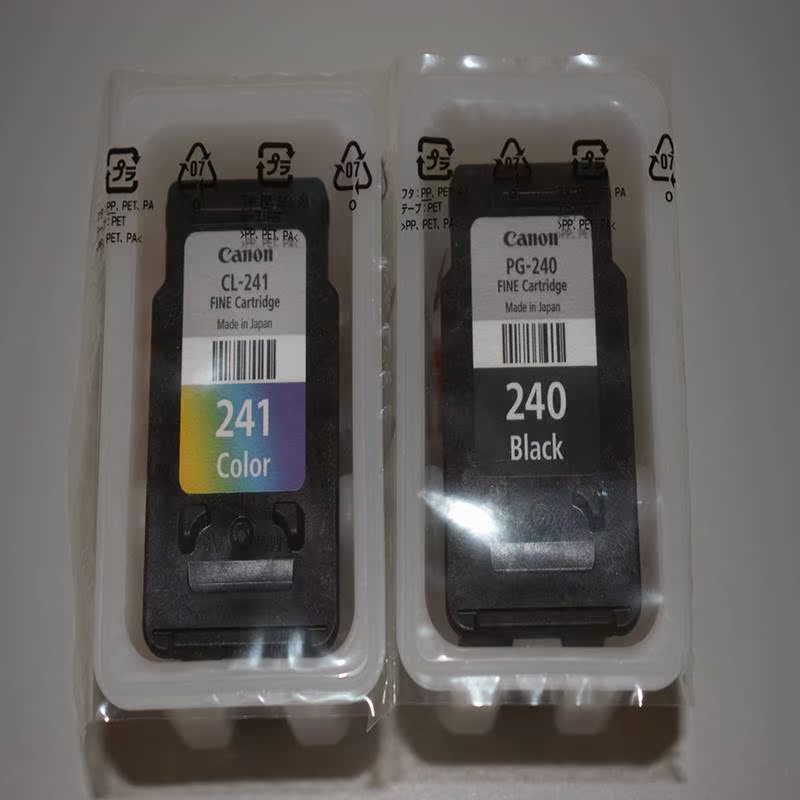 プラ 07 プラ 07
PP, PET, PA
:PET
PET, PA<
>PP, PET, PA<
Canon
CL-241
FINE Cartridge
Made in Japan
241
Color
プラ 07 プラ 07
フタ:PP, PET
テープ:PET
>PP, PET, PA<
PA
>PP, PET, PA<
Canon
PG-240
FINE Cartridge
Made in Japan
240
Black